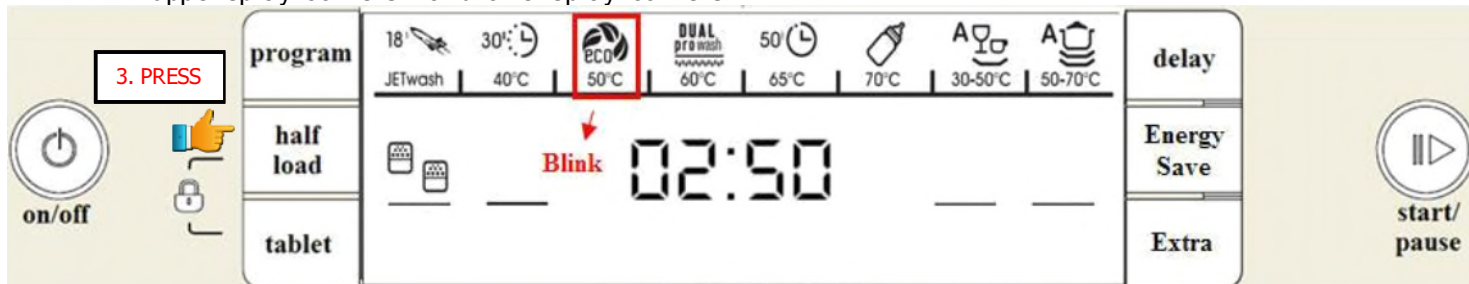 18' 30' eco DUAL prowash 50' A A
JETwash 40°C 50°C 60°C 65°C 70°C 30-50°C 50-70°C
program
delay
3. PRESS
half
load
Blink
02:50
Energy
Save
on/off
start/
pause
tablet
Extra